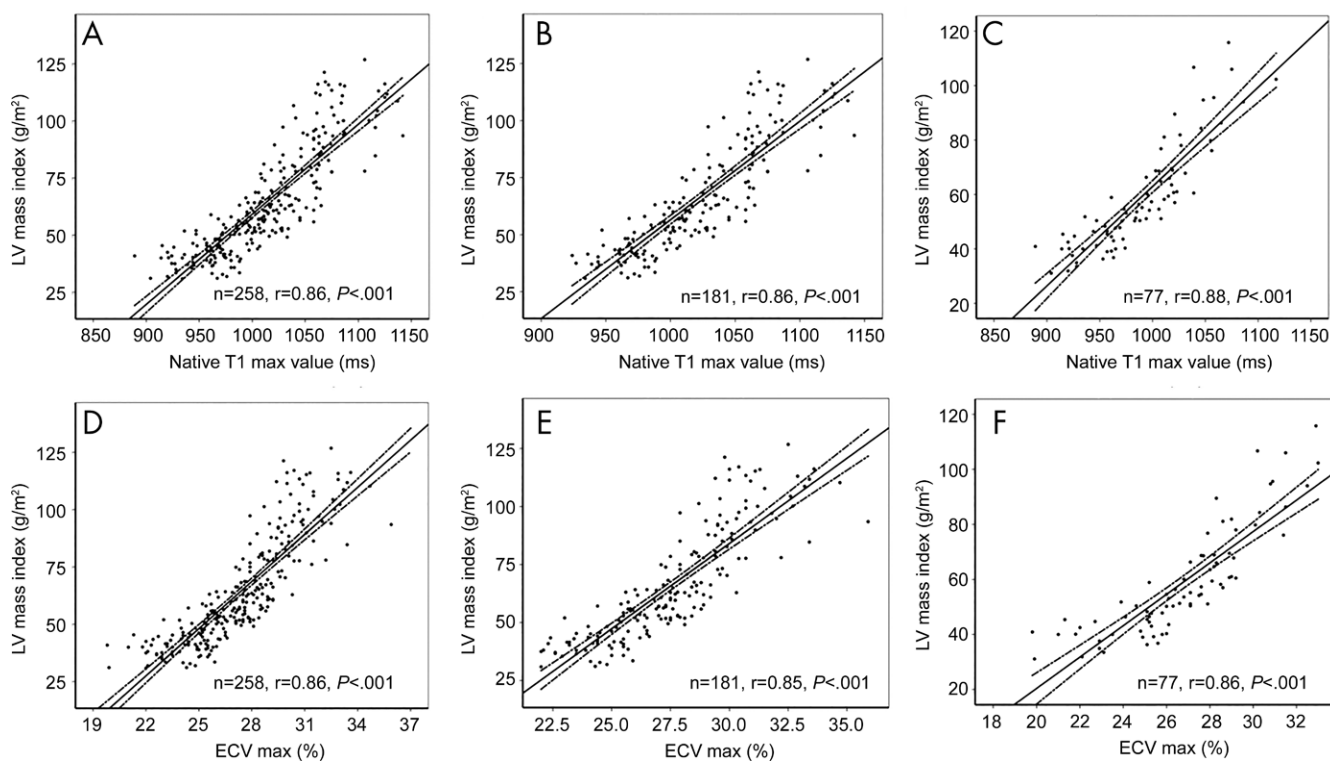 A
LV mass index (g/m²)
125
100
75
50
25
n=258, r=0.86, P<.001
850 900 950 1000 1050 1100 1150
Native T1 max value (ms)
B
LV mass index (g/m²)
125
100
75
50
25
n=181, r=0.86, P<.001
900 950 1000 1050 1100 1150
Native T1 max value (ms)
C
LV mass index (g/m²)
120
100
80
60
40
20
n=77, r=0.88, P<.001
850 900 950 1000 1050 1100 1150
Native T1 max value (ms)
D
LV mass index (g/m²)
125
100
75
50
25
n=258, r=0.86, P<.001
19 22 25 28 31 34 37
ECV max (%)
E
LV mass index (g/m²)
125
100
75
50
25
n=181, r=0.85, P<.001
22.0 25.0 27.5 30.0 32.5 35.0
ECV max (%)
F
LV mass index (g/m²)
120
100
80
60
40
20
n=77, r=0.86, P<.001
18 20 22 24 26 28 30 32
ECV max (%)